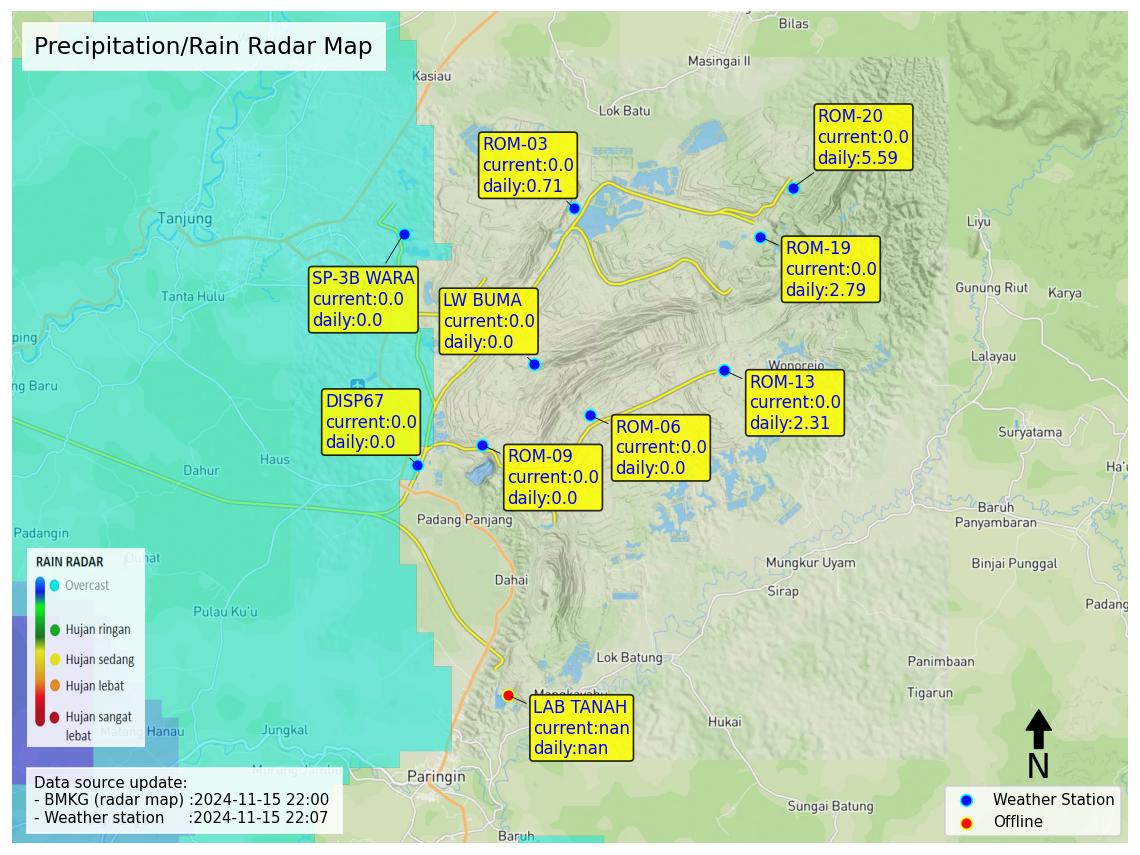 Precipitation/Rain Radar Map
Bilas
Masingai II
Kasiau
Lok Batu
ROM-20
current:0.0
daily:5.59
ROM-03
current:0.0
daily:0.71
Tanjung
Liyu
ROM-19
current:0.0
daily:2.79
SP-3B WARA
current:0.0
daily:0.0
Tanta Hulu
LW BUMA
current:0.0
daily:0.0
Gunung Riut
Karya
ping
Lalayau
Wonorejo
ng Baru
ROM-13
current:0.0
daily:2.31
DISP67
current:0.0
daily:0.0
ROM-06
current:0.0
daily:0.0
Suryatama
Haus
Dahur
ROM-09
current:0.0
daily:0.0
Ha'u
Baruh
Panyambaran
Padang Panjang
Padangin
Mungkur Uyam
Binjai Punggal
Dahai
Sirap
Padang
Pulau Ku'u
RAIN RADAR
Overcast
Hujan ringan
Hujan sedang
Hujan lebat
Hujan sangat
lebat
Lok Batung
Panimbaan
Tigarun
LAB TANAH
current:nan
daily:nan
Hukai
Jungkal
Hanau
Paringin
N
Data source update:
- BMKG (radar map) :2024-11-15 22:00
- Weather station :2024-11-15 22:07
Sungai Batung
Baruh
Weather Station
Offline